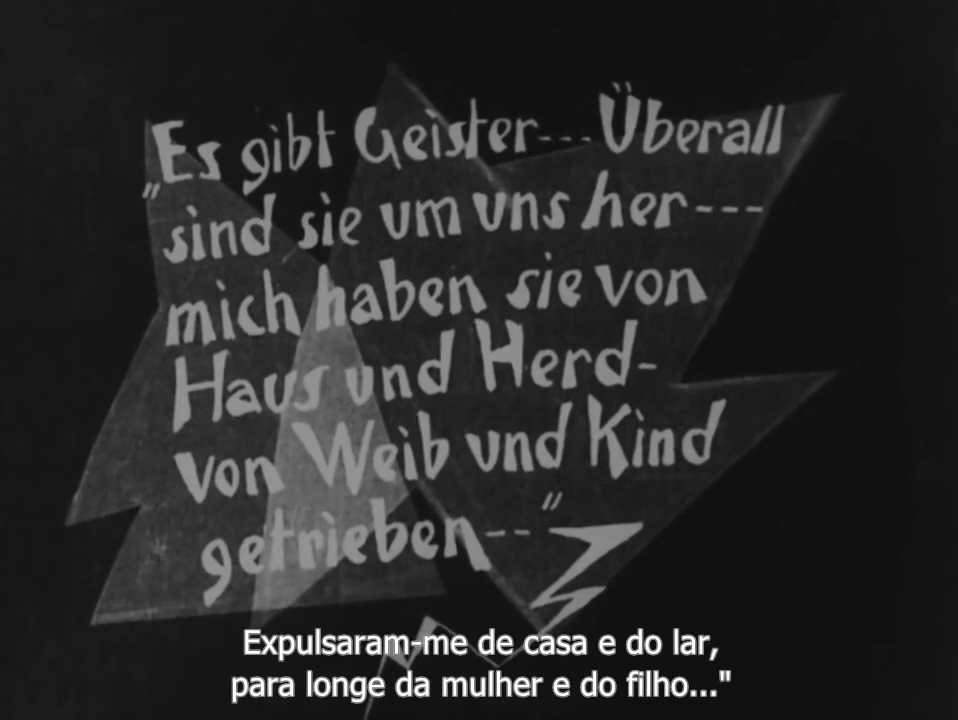 „Es gibt Geister--- Überall
sind sie um uns her---
mich haben sie von
Haus und Herd-
von Weib und Kind
getrieben--"
Expulsaram-me de casa e do lar,
para longe da mulher e do filho..."